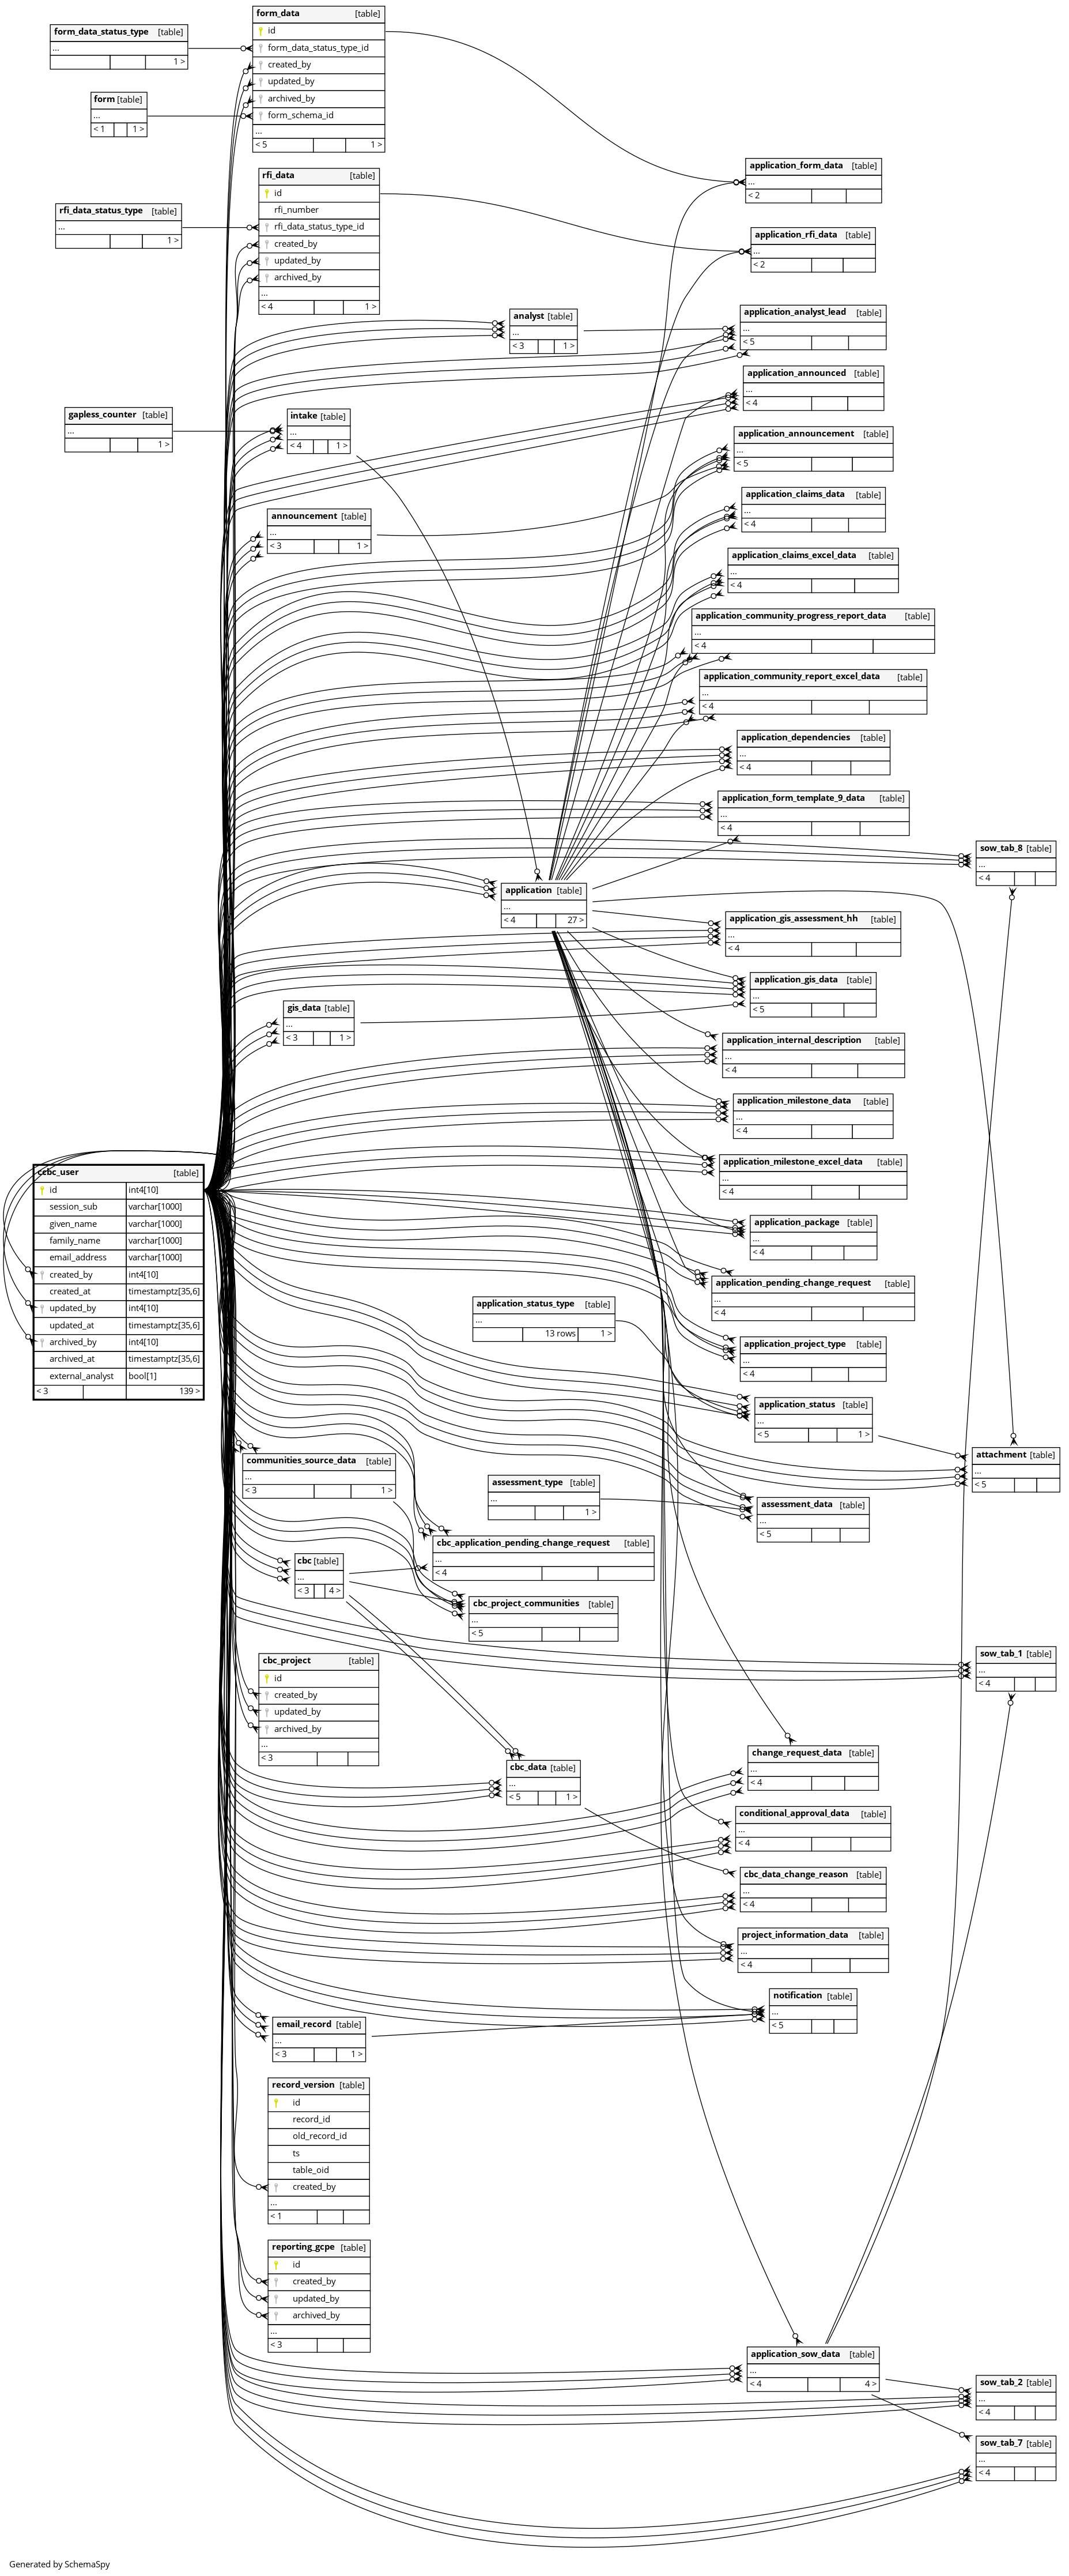 form_data_status_type [table]
...
1 >
form_data [table]
id
form_data_status_type_id
created_by
updated_by
archived_by
form_schema_id
...
< 5 1 >
form [table]
...
< 1 1 >
rfi_data_status_type [table]
...
1 >
rfi_data [table]
id
rfi_number
rfi_data_status_type_id
created_by
updated_by
archived_by
...
< 4 1 >
application_form_data [table]
...
< 2
application_rfi_data [table]
...
< 2
analyst [table]
...
< 3 1 >
application_analyst_lead [table]
...
< 5
application_announced [table]
...
< 4
gapless_counter [table]
...
1 >
intake [table]
...
< 4 1 >
application_announcement [table]
...
< 5
announcement [table]
...
< 3 1 >
application_claims_data [table]
...
< 4
application_claims_excel_data [table]
...
< 4
application_community_progress_report_data [table]
...
< 4
application_community_report_excel_data [table]
...
< 4
application_dependencies [table]
...
< 4
application_form_template_9_data [table]
...
< 4
sow_tab_8 [table]
...
< 4
application [table]
...
< 4 27 >
application_gis_assessment_hh [table]
...
< 4
application_gis_data [table]
...
< 5
gis_data [table]
...
< 3 1 >
application_internal_description [table]
...
< 4
application_milestone_data [table]
...
< 4
application_milestone_excel_data [table]
...
< 4
ccbc_user [table]
id int4[10]
session_sub varchar[1000]
given_name varchar[1000]
family_name varchar[1000]
email_address varchar[1000]
created_by int4[10]
created_at timestamptz[35,6]
updated_by int4[10]
updated_at timestamptz[35,6]
archived_by int4[10]
archived_at timestamptz[35,6]
external_analyst bool[1]
< 3 139 >
application_package [table]
...
< 4
application_pending_change_request [table]
...
< 4
application_status_type [table]
...
13 rows 1 >
application_project_type [table]
...
< 4
application_status [table]
...
< 5 1 >
attachment [table]
...
< 5
communities_source_data [table]
...
< 3 1 >
assessment_type [table]
...
1 >
assessment_data [table]
...
< 5
cbc_application_pending_change_request [table]
...
< 4
cbc [table]
...
< 3 4 >
cbc_project_communities [table]
...
< 5
cbc_project [table]
id
created_by
updated_by
archived_by
...
< 3
sow_tab_1 [table]
...
< 4
cbc_data [table]
...
< 5 1 >
change_request_data [table]
...
< 4
conditional_approval_data [table]
...
< 4
cbc_data_change_reason [table]
...
< 4
project_information_data [table]
...
< 4
notification [table]
...
< 5
email_record [table]
...
< 3 1 >
record_version [table]
id
record_id
old_record_id
ts
table_oid
created_by
...
< 1
reporting_gcpe [table]
id
created_by
updated_by
archived_by
...
< 3
application_sow_data [table]
...
< 4 4 >
sow_tab_2 [table]
...
< 4
sow_tab_7 [table]
...
< 4
Generated by SchemaSpy